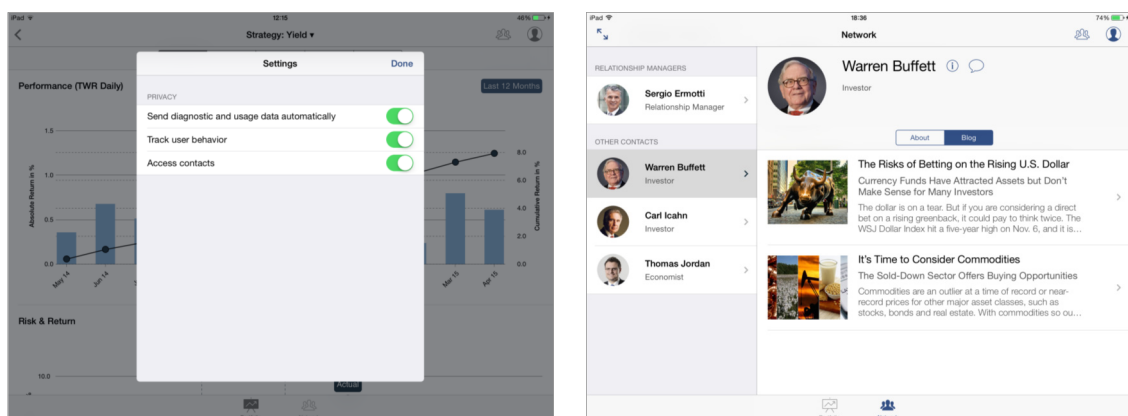 iPad
12:15
46%
Strategy: Yield ▾
Settings
Done
Performance (TWR Daily)
Last 12 Months
PRIVACY
Send diagnostic and usage data automatically
Track user behavior
Access contacts
1.5
1.0
0.5
0.0
Absolute Return in %
8.0
6.0
4.0
2.0
0.0
Cumulative Return in %
May 14
Jun 14
Mar 15
Apr 15
Risk & Return
10.0
Actual
iPad
18:36
74%
Network
RELATIONSHIP MANAGERS
Sergio Ermotti
Relationship Manager
OTHER CONTACTS
Warren Buffett
Investor
Carl Icahn
Investor
Thomas Jordan
Economist
Warren Buffett
Investor
About
Blog
The Risks of Betting on the Rising U.S. Dollar
Currency Funds Have Attracted Assets but Don't
Make Sense for Many Investors
The dollar is on a tear. But if you are considering a direct
bet on a rising greenback, it could pay to think twice. The
WSJ Dollar Index hit a five-year high on Nov. 6, and it is...
It's Time to Consider Commodities
The Sold-Down Sector Offers Buying Opportunities
Commodities are an outlier at a time of record or near-
record prices for other major asset classes, such as
stocks, bonds and real estate. With commodities so ou...